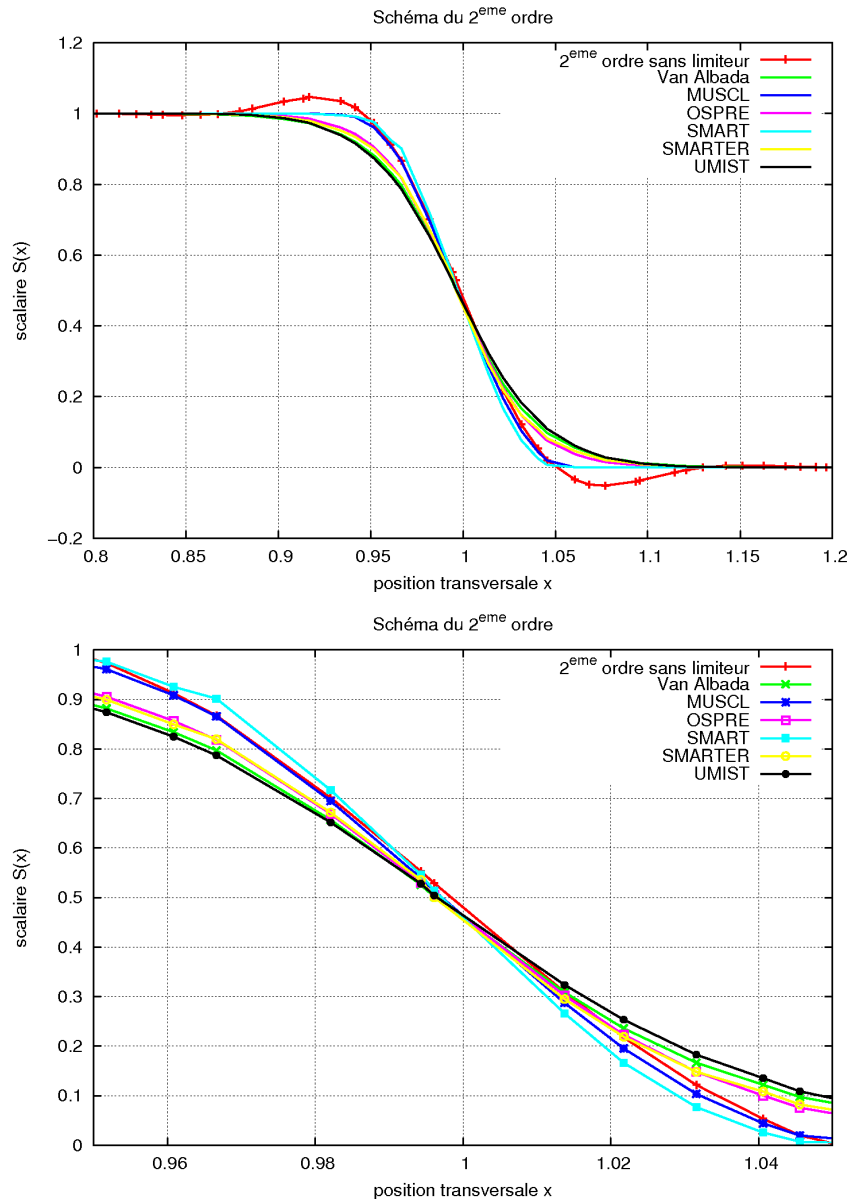 Schéma du 2eme ordre
1.2
1
0.8
0.6
0.4
0.2
0
−0.2
scalaire S(x)
2eme ordre sans limiteur
Van Albada
MUSCL
OSPRE
SMART
SMARTER
UMIST
0.8 0.85 0.9 0.95 1 1.05 1.1 1.15 1.2
position transversale x
Schéma du 2eme ordre
1
0.9
0.8
0.7
0.6
0.5
0.4
0.3
0.2
0.1
0
scalaire S(x)
2eme ordre sans limiteur
Van Albada
MUSCL
OSPRE
SMART
SMARTER
UMIST
0.96 0.98 1 1.02 1.04
position transversale x